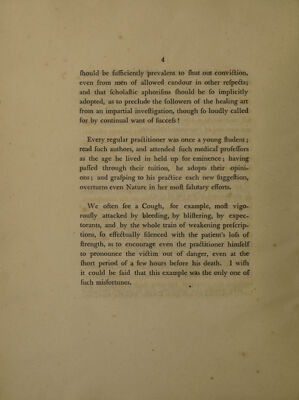 4
ſhould be ſufficiently prevalent to ſhut out conviction,
even from men of allowed candour in other reſpects;
and that ſcholaſtic aphoriſms ſhould be ſo implicitly
adopted, as to preclude the followers of the healing art
from an impartial inveſtigation, though ſo loudly called
for by continual want of ſucceſs!
Every regular practitioner was once a young ſtudent;
read ſuch authors, and attended ſuch medical profeſſors
as the age he lived in held up for eminence; having
paſſed through their tuition, he adopts their opini-
ons; and graſping to his practice each new ſuggeſtion,
overturns even Nature in her moſt ſalutary efforts.
We often ſee a Cough, for example, moſt vigo-
rouſly attacked by bleeding, by bliſtering, by expec-
torants, and by the whole train of weakening preſcrip-
tions, ſo effectually ſilenced with the patient's loſs of
ſtrength, as to encourage even the practitioner himſelf
to pronounce the victim out of danger, even at the
ſhort period of a few hours before his death. I wiſh
it could be ſaid that this example was the only one of
ſuch misfortunes.